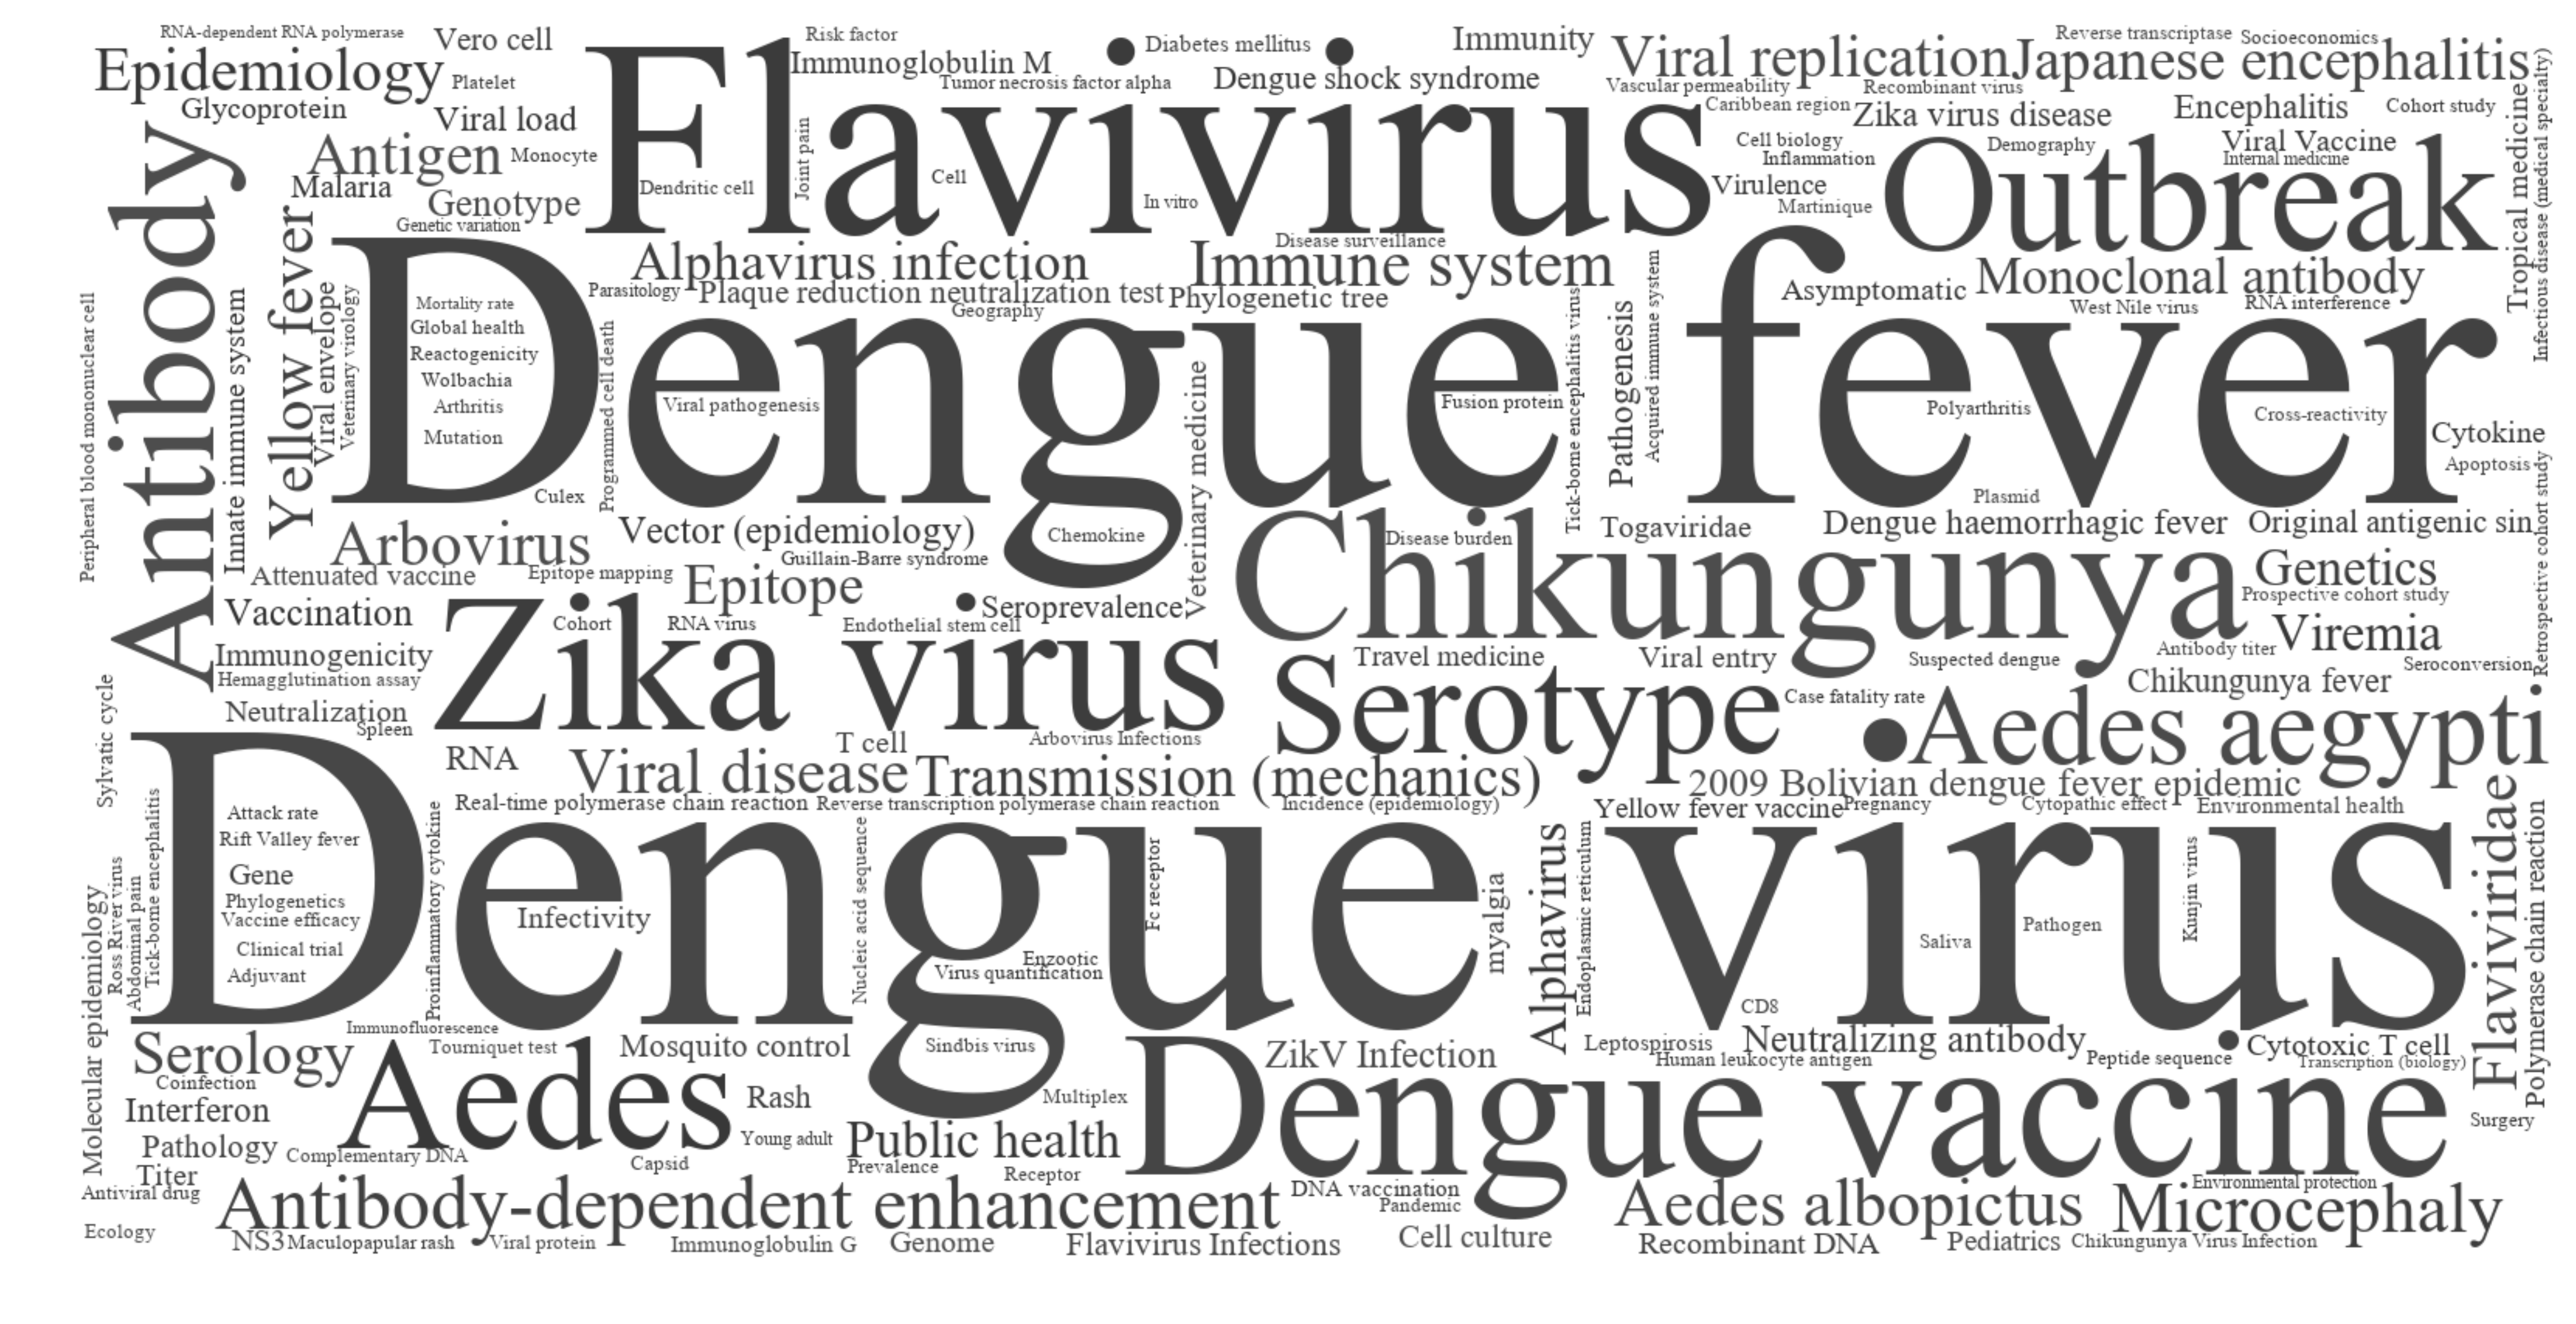 RNA-dependent RNA polymerase
Vero cell
Risk factor
Immunoglobulin M
Diabetes mellitus
Immunity
Viral replication
Reverse transcriptase
Socioeconomics
Japanese encephalitis
Epidemiology
Platelet
Tumor necrosis factor alpha
Dengue shock syndrome
Vascular permeability
Recombinant virus
Glycoprotein
Viral load
Flavivirus
Caribbean region
Zika virus disease
Encephalitis
Cohort study
Antigen
Monocyte
Joint pain
Cell biology
Demography
Viral Vaccine
Inflammation
Internal medicine
Malaria
Dendritic cell
Cell
In vitro
Virulence
Outbreak
Genotype
Martinique
Genetic variation
Tropical medicine
Infectious disease (medical specialty)
Antibody
Alphavirus infection
Disease surveillance
Immune system
Monoclonal antibody
Asymptomatic
Parasitology
Plaque reduction neutralization test
Phylogenetic tree
Geography
West Nile virus
RNA interference
Yellow fever
Viral envelope
Veterinary virology
Innate immune system
Peripheral blood mononuclear cell
Mortality rate
Global health
Reactogenicity
Wolbachia
Arthritis
Mutation
Dengue fever
Programmed cell death
Viral pathogenesis
Veterinary medicine
Fusion protein
Tick-borne encephalitis virus
Pathogenesis
Acquired immune system
Polyarthritis
Cross-reactivity
Cytokine
Apoptosis
Culex
Plasmid
Retrospective cohort study
Arbovirus
Vector (epidemiology)
Chemokine
Disease burden
Togaviridae
Dengue haemorrhagic fever
Original antigenic sin
Guillain-Barre syndrome
Attenuated vaccine
Epitope mapping
Epitope
Chikungunya
Genetics
Prospective cohort study
Vaccination
Seroprevalence
Cohort
RNA virus
Endothelial stem cell
Zika virus
Viremia
Immunogenicity
Travel medicine
Viral entry
Suspected dengue
Antibody titer
Seroconversion
Hemagglutination assay
Chikungunya fever
Serotype
Case fatality rate
Neutralization
Spleen
Sylvatic cycle
Aedes aegypti
RNA
T cell
Arbovirus Infections
Viral disease
Transmission (mechanics)
2009 Bolivian dengue fever epidemic
Real-time polymerase chain reaction
Reverse transcription polymerase chain reaction
Incidence (epidemiology)
Yellow fever vaccine
Pregnancy
Cytopathic effect
Environmental health
Attack rate
Rift Valley fever
Gene
Phylogenetics
Vaccine efficacy
Clinical trial
Adjuvant
Dengue virus
Tick-borne encephalitis
Abdominal pain
Ross River virus
Molecular epidemiology
Proinflammatory cytokine
Infectivity
Nucleic acid sequence
Enzootic
Virus quantification
Fc receptor
myalgia
Alphavirus
Endoplasmic reticulum
Saliva
Pathogen
Kunjin virus
CD8
Flaviviridae
Polymerase chain reaction
Immunofluorescence
Serology
Tourniquet test
Mosquito control
Sindbis virus
ZikV Infection
Leptospirosis
Neutralizing antibody
Human leukocyte antigen
Peptide sequence
Cytotoxic T cell
Transcription (biology)
Coinfection
Aedes
Rash
Multiplex
Dengue vaccine
Interferon
Surgery
Pathology
Complementary DNA
Young adult
Public health
Capsid
Prevalence
Receptor
Titer
Antiviral drug
Antibody-dependent enhancement
DNA vaccination
Pandemic
Aedes albopictus
Environmental protection
Microcephaly
Ecology
NS3
Maculopapular rash
Viral protein
Immunoglobulin G
Genome
Flavivirus Infections
Cell culture
Recombinant DNA
Pediatrics
Chikungunya Virus Infection